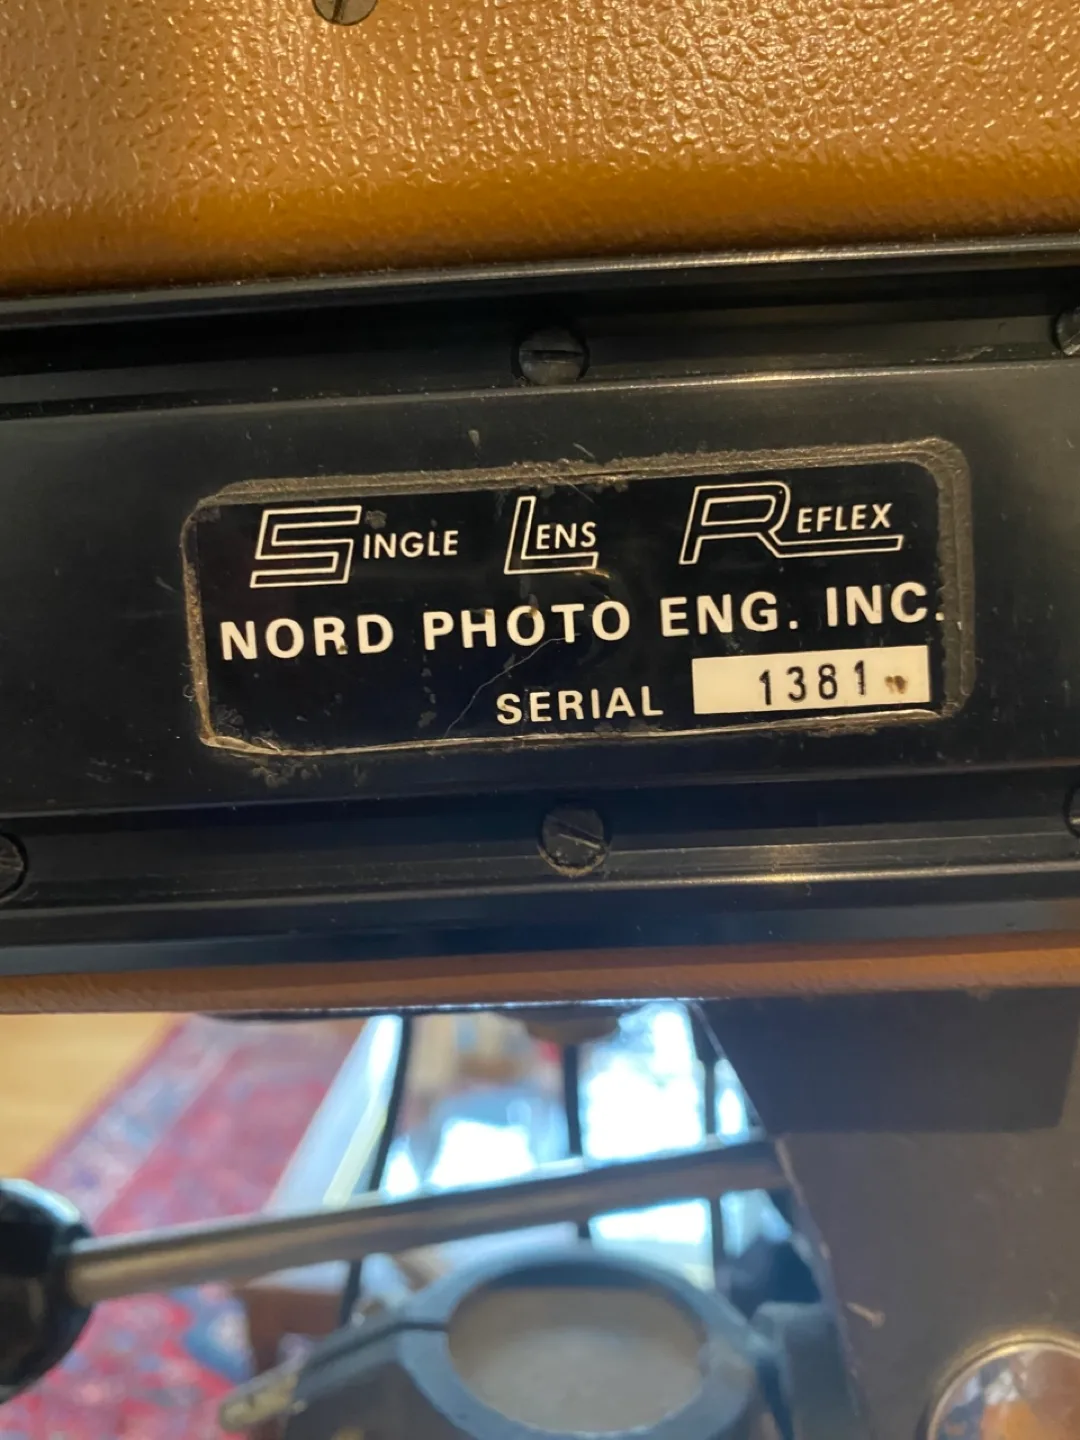 SINGLE LENS REFLEX
NORD PHOTO ENG. INC.
SERIAL 1381